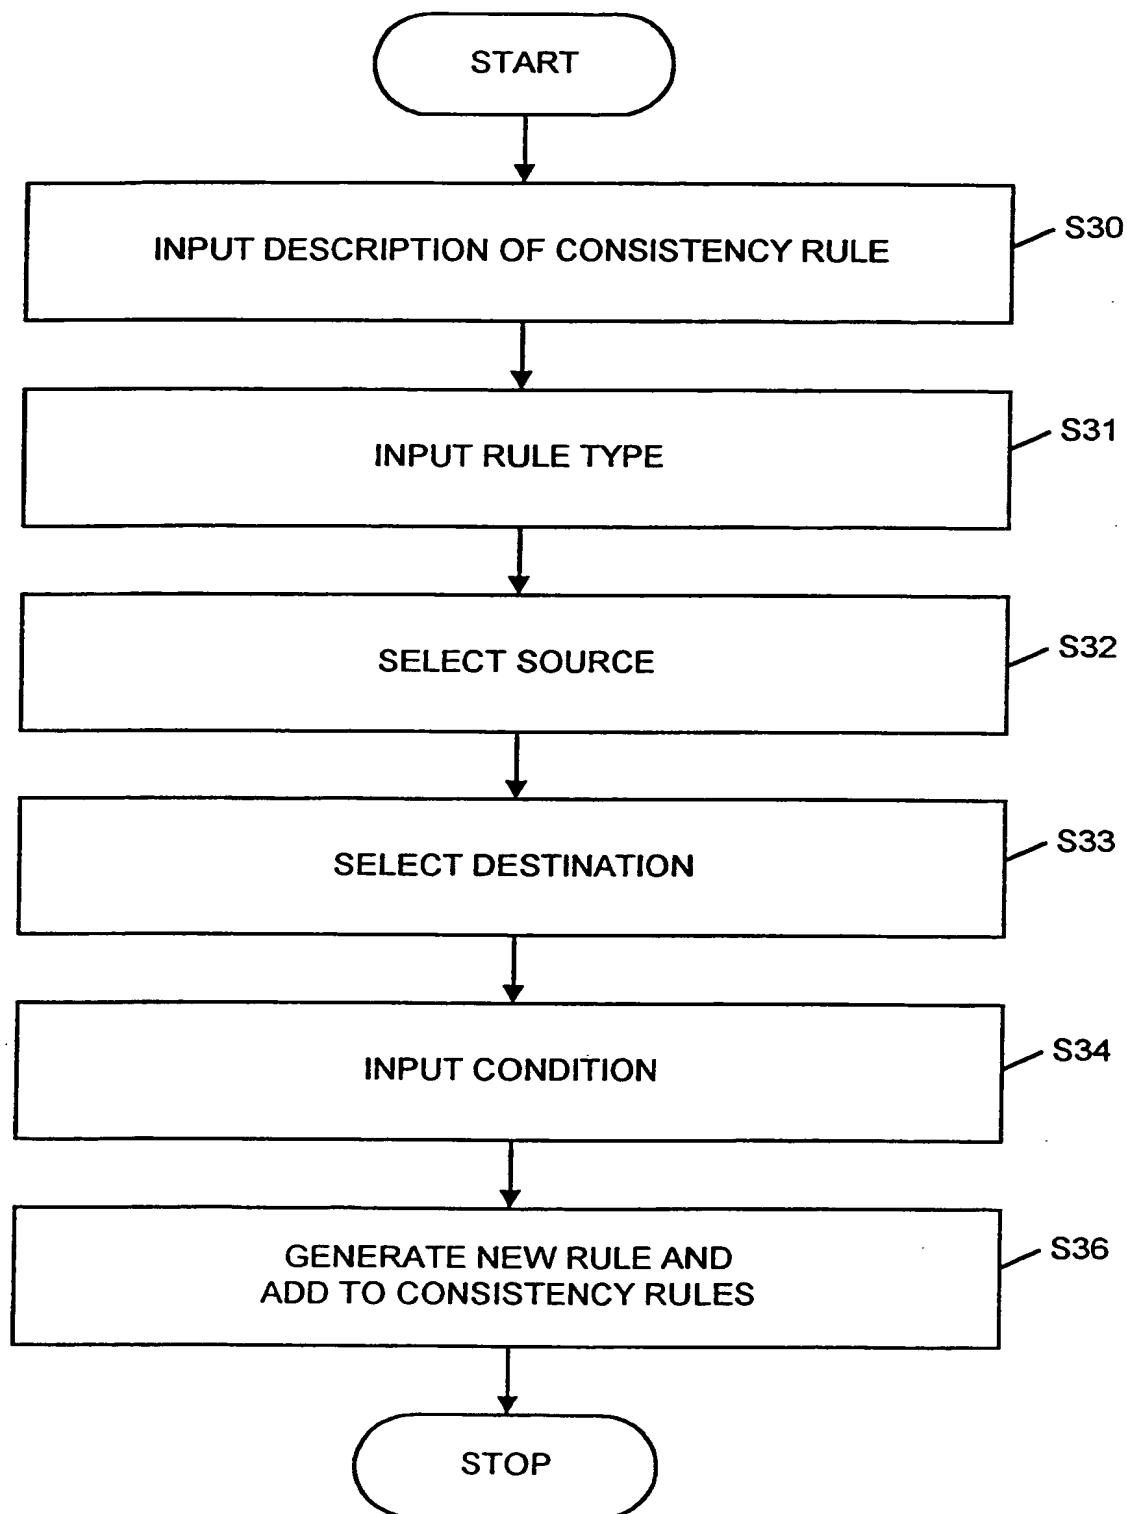 START
INPUT DESCRIPTION OF CONSISTENCY RULE
S30
INPUT RULE TYPE
S31
SELECT SOURCE
S32
SELECT DESTINATION
S33
INPUT CONDITION
S34
GENERATE NEW RULE AND
ADD TO CONSISTENCY RULES
S36
STOP